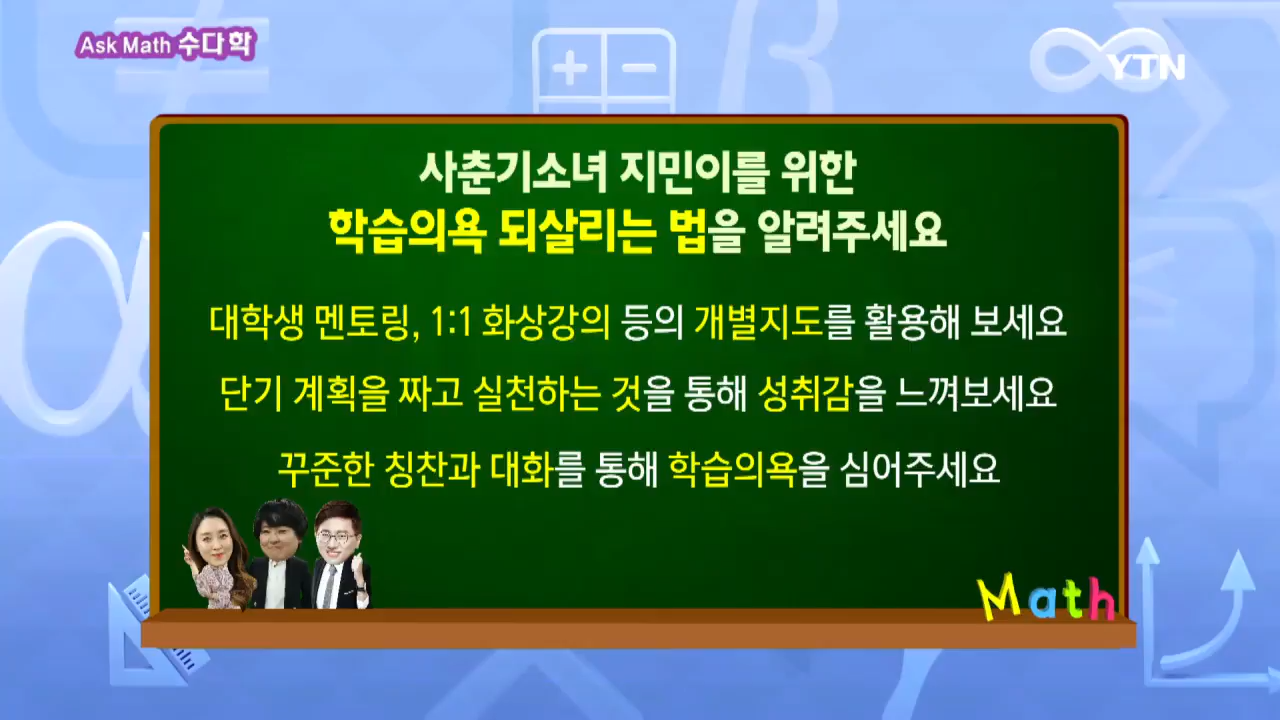 Ask Math 수다학
YTN
사춘기소녀 지민이를 위한
학습의욕 되살리는 법을 알려주세요
대학생 멘토링, 1:1 화상강의 등의 개별지도를 활용해 보세요
단기 계획을 짜고 실천하는 것을 통해 성취감을 느껴보세요
꾸준한 칭찬과 대화를 통해 학습의욕을 심어주세요
Math